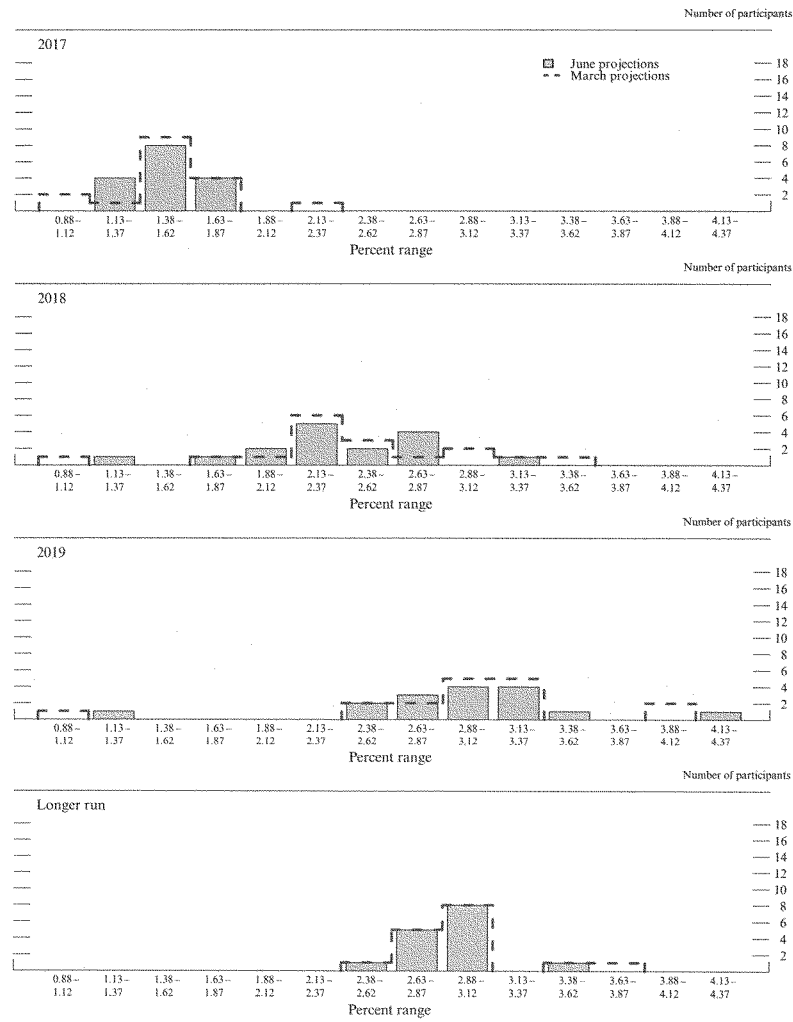 Number of participants
2017
June projections
March projections
18
16
14
12
10
8
6
4
2
0.88– 1.13– 1.38– 1.63– 1.88– 2.13– 2.38– 2.63– 2.88– 3.13– 3.38– 3.63– 3.88– 4.13–
1.12 1.37 1.62 1.87 2.12 2.37 2.62 2.87 3.12 3.37 3.62 3.87 4.12 4.37
Percent range
Number of participants
2018
18
16
14
12
10
8
6
4
2
0.88– 1.13– 1.38– 1.63– 1.88– 2.13– 2.38– 2.63– 2.88– 3.13– 3.38– 3.63– 3.88– 4.13–
1.12 1.37 1.62 1.87 2.12 2.37 2.62 2.87 3.12 3.37 3.62 3.87 4.12 4.37
Percent range
Number of participants
2019
18
16
14
12
10
8
6
4
2
0.88– 1.13– 1.38– 1.63– 1.88– 2.13– 2.38– 2.63– 2.88– 3.13– 3.38– 3.63– 3.88– 4.13–
1.12 1.37 1.62 1.87 2.12 2.37 2.62 2.87 3.12 3.37 3.62 3.87 4.12 4.37
Percent range
Number of participants
Longer run
18
16
14
12
10
8
6
4
2
0.88– 1.13– 1.38– 1.63– 1.88– 2.13– 2.38– 2.63– 2.88– 3.13– 3.38– 3.63– 3.88– 4.13–
1.12 1.37 1.62 1.87 2.12 2.37 2.62 2.87 3.12 3.37 3.62 3.87 4.12 4.37
Percent range